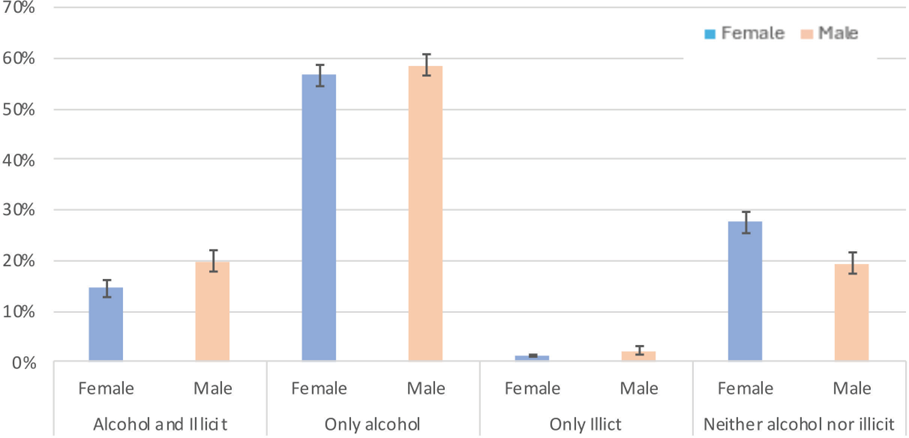 70%
Female Male
60%
50%
40%
30%
20%
10%
0%
Female Male Female Male Female Male Female Male
Alcohol and Illicit Only alcohol Only Illict Neither alcohol nor illicit